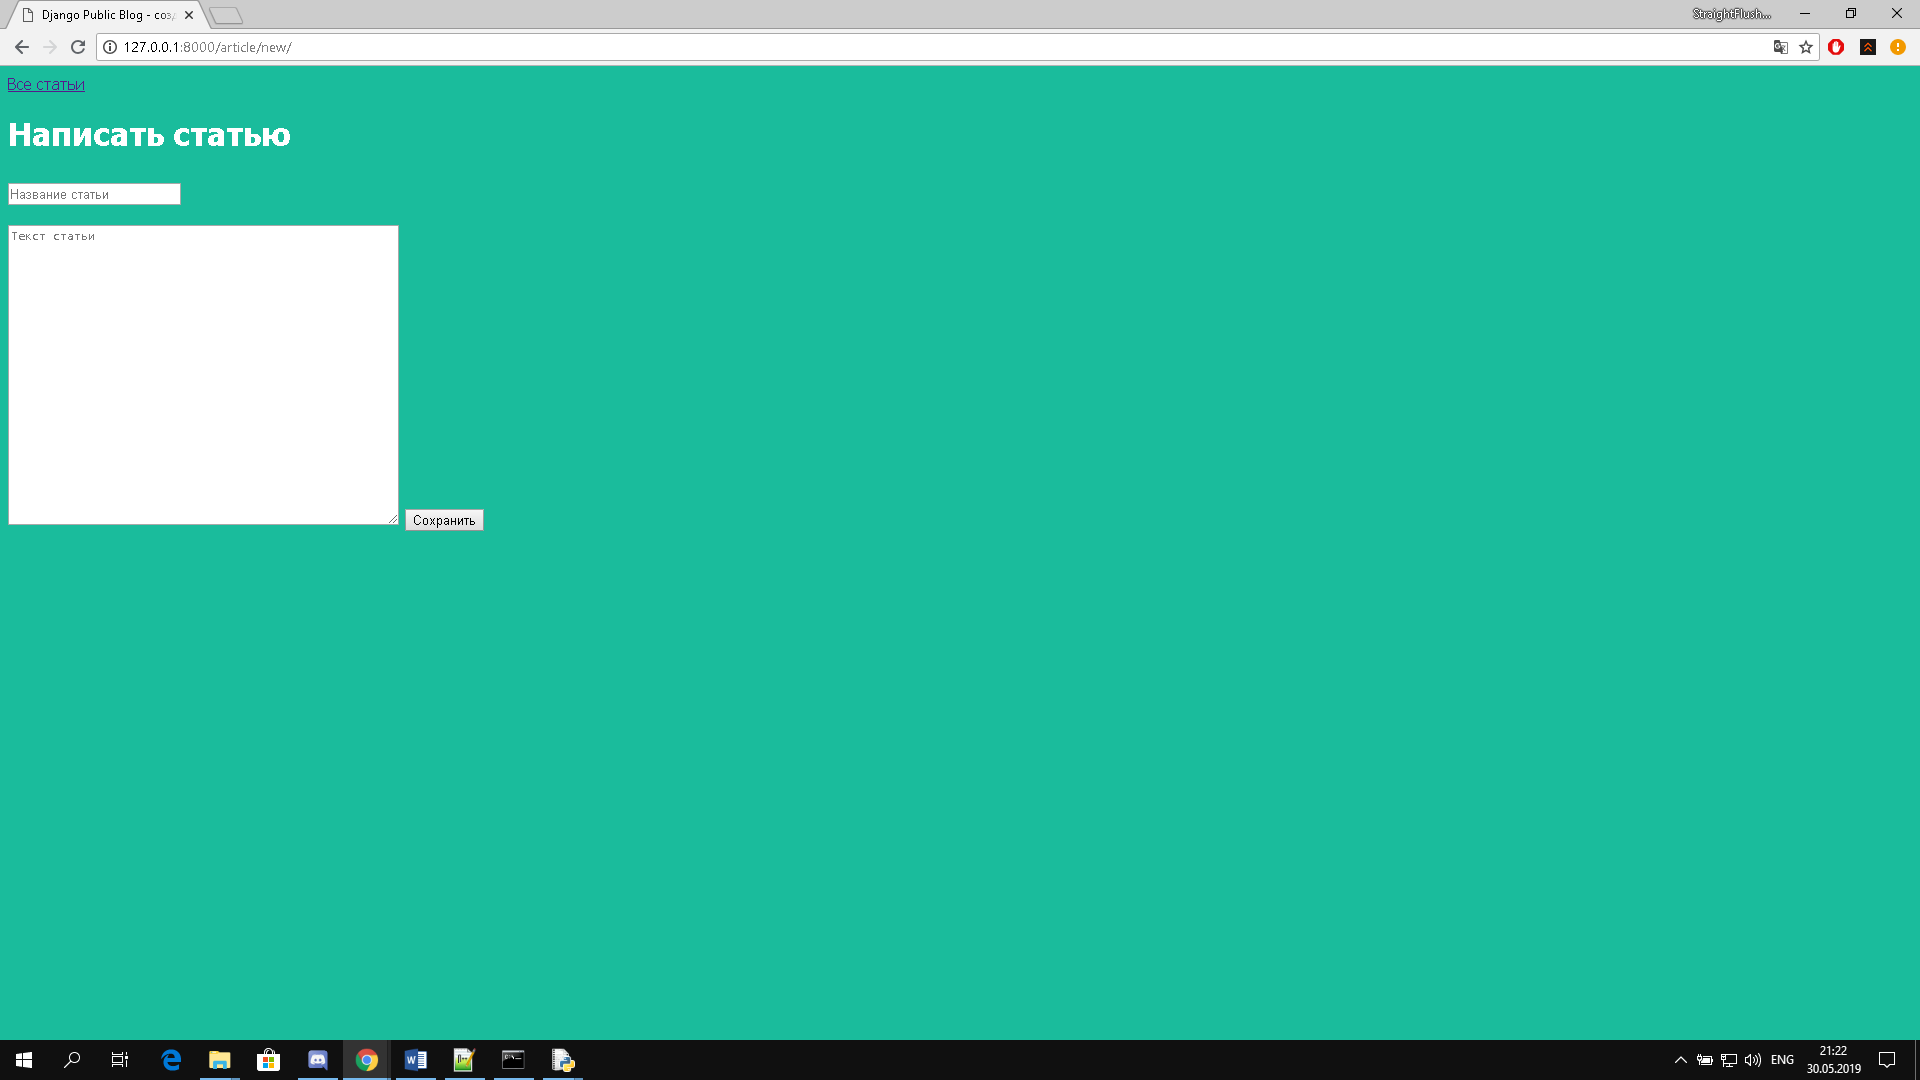 Django Public Blog - соз
StraightFlush...
127.0.0.1:8000/article/new/
Все статьи
Написать статью
Название статьи
Текст статьи
Сохранить
ENG
21:22
30.05.2019